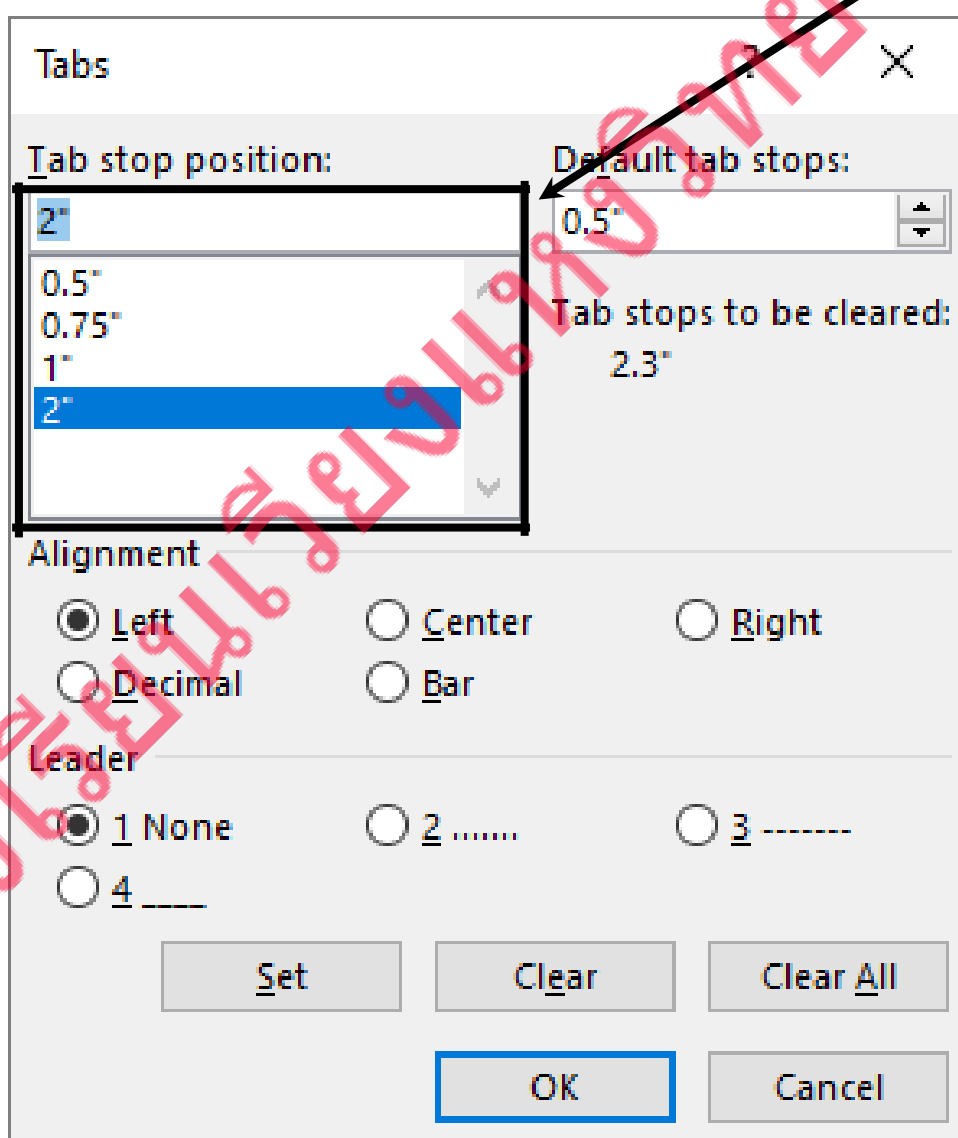 Tabs ? ×
Tab stop position: Default tab stops:
2" 0.5"
0.5"
0.75"
1"
2"
Tab stops to be cleared:
2.3"
Alignment
Left Center Right
Decimal Bar
Leader
1 None 2 ....... 3 -------
4 ____
Set Clear Clear All
OK Cancel